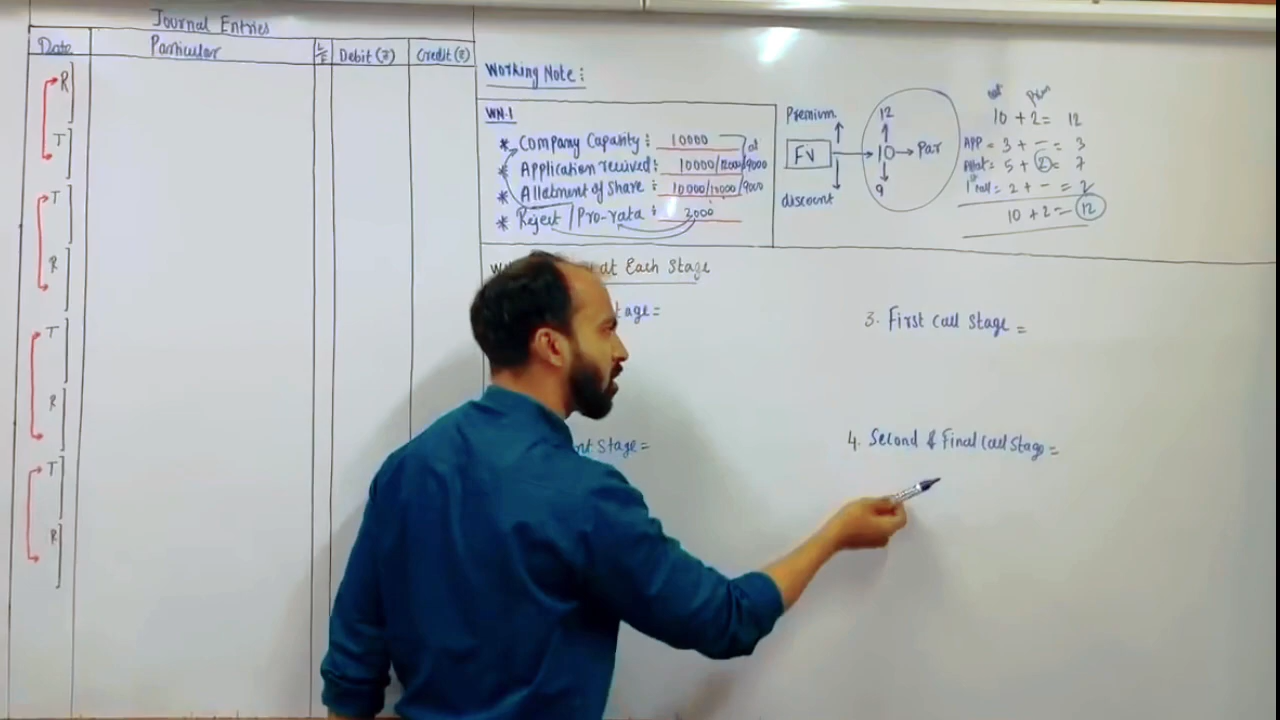 Journal Entries
Date Particular L/F Debit (₹) Credit (₹)
R
T
T
R
T
R
T
R
Working Note:
WN.1
* Company Capacity: 10000
* Application received: 10000/12000/9000
* Allotment of Share: 10000/10000/9000
* Reject/Pro-rata: 2000
Premium
FV
discount
12
10 → Par
9
10 + 2 = 12
APP = 3 + - = 3
Allot = 5 + 2 = 7
1st call = 2 + - = 2
10 + 2 = 12
at Each Stage
tage =
nt Stage =
3. First Call Stage =
4. Second & Final Call Stage =